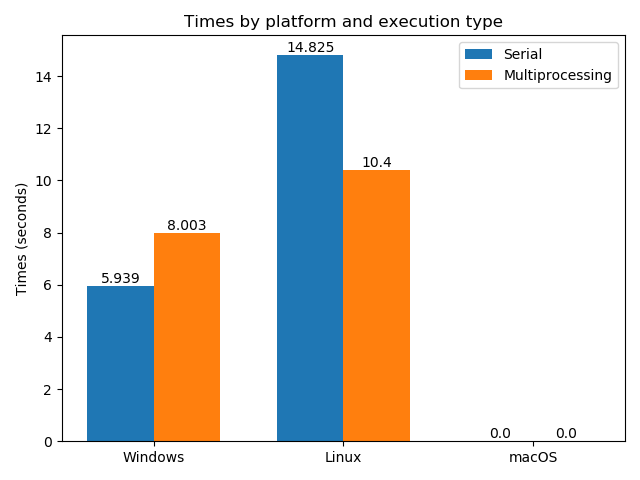 Times by platform and execution type
Serial
Multiprocessing
Times (seconds)
14
12
10
8
6
4
2
0
5.939
8.003
14.825
10.4
0.0
0.0
Windows
Linux
macOS